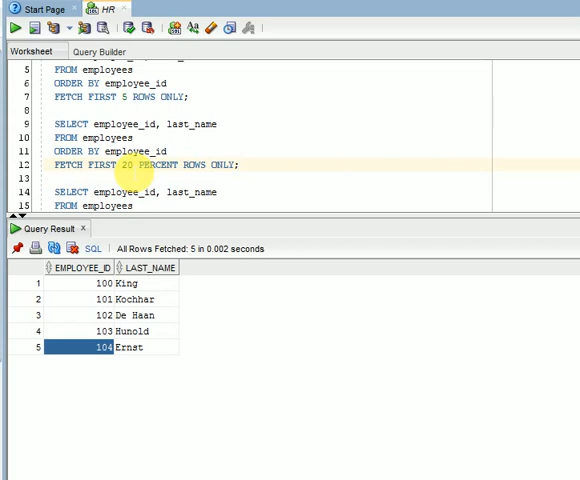 Start Page
HR
Worksheet
Query Builder
5 FROM employees
6 ORDER BY employee_id
7 FETCH FIRST 5 ROWS ONLY;
8
9 SELECT employee_id, last_name
10 FROM employees
11 ORDER BY employee_id
12 FETCH FIRST 20 PERCENT ROWS ONLY;
13
14 SELECT employee_id, last_name
15 FROM employees
Query Result
SQL | All Rows Fetched: 5 in 0.002 seconds
EMPLOYEE_ID LAST_NAME
1 100 King
2 101 Kochhar
3 102 De Haan
4 103 Hunold
5 104 Ernst